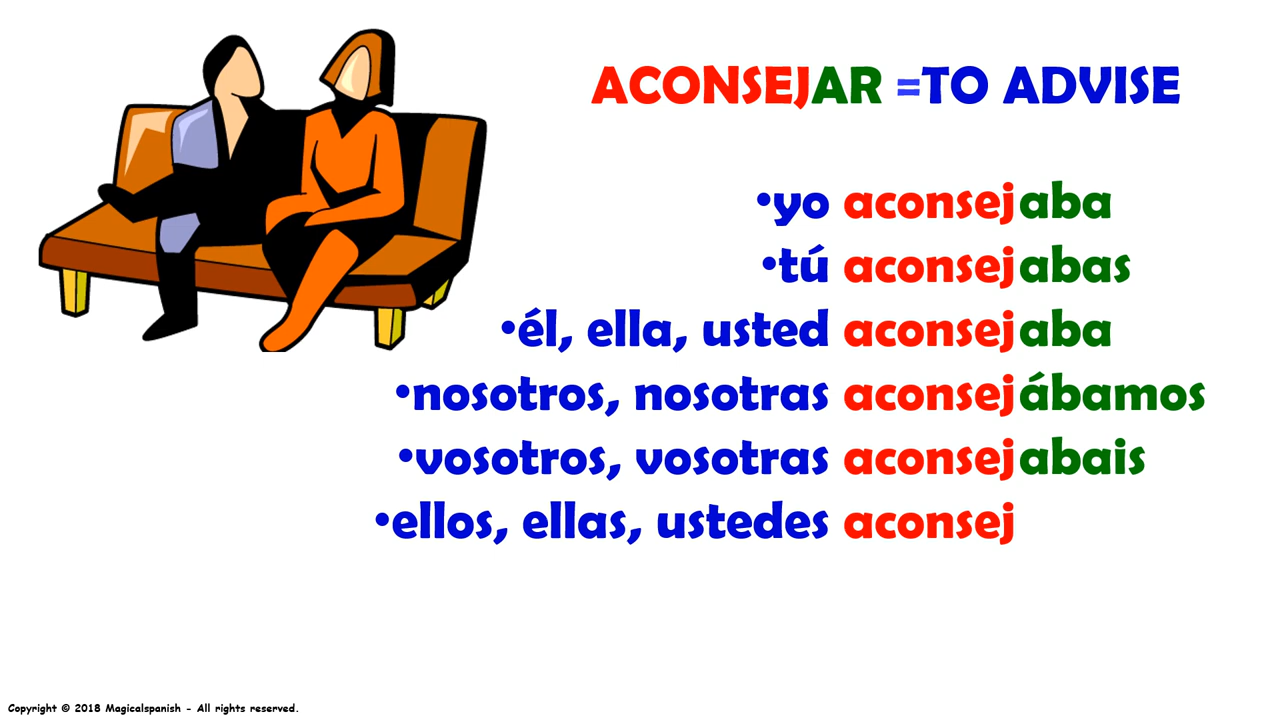 ACONSEJAR =TO ADVISE
•yo aconsejaba
•tú aconsejabas
•él, ella, usted aconsejaba
•nosotros, nosotras aconsejábamos
•vosotros, vosotras aconsejabais
•ellos, ellas, ustedes aconsej
Copyright © 2018 Magicalspanish - All rights reserved.